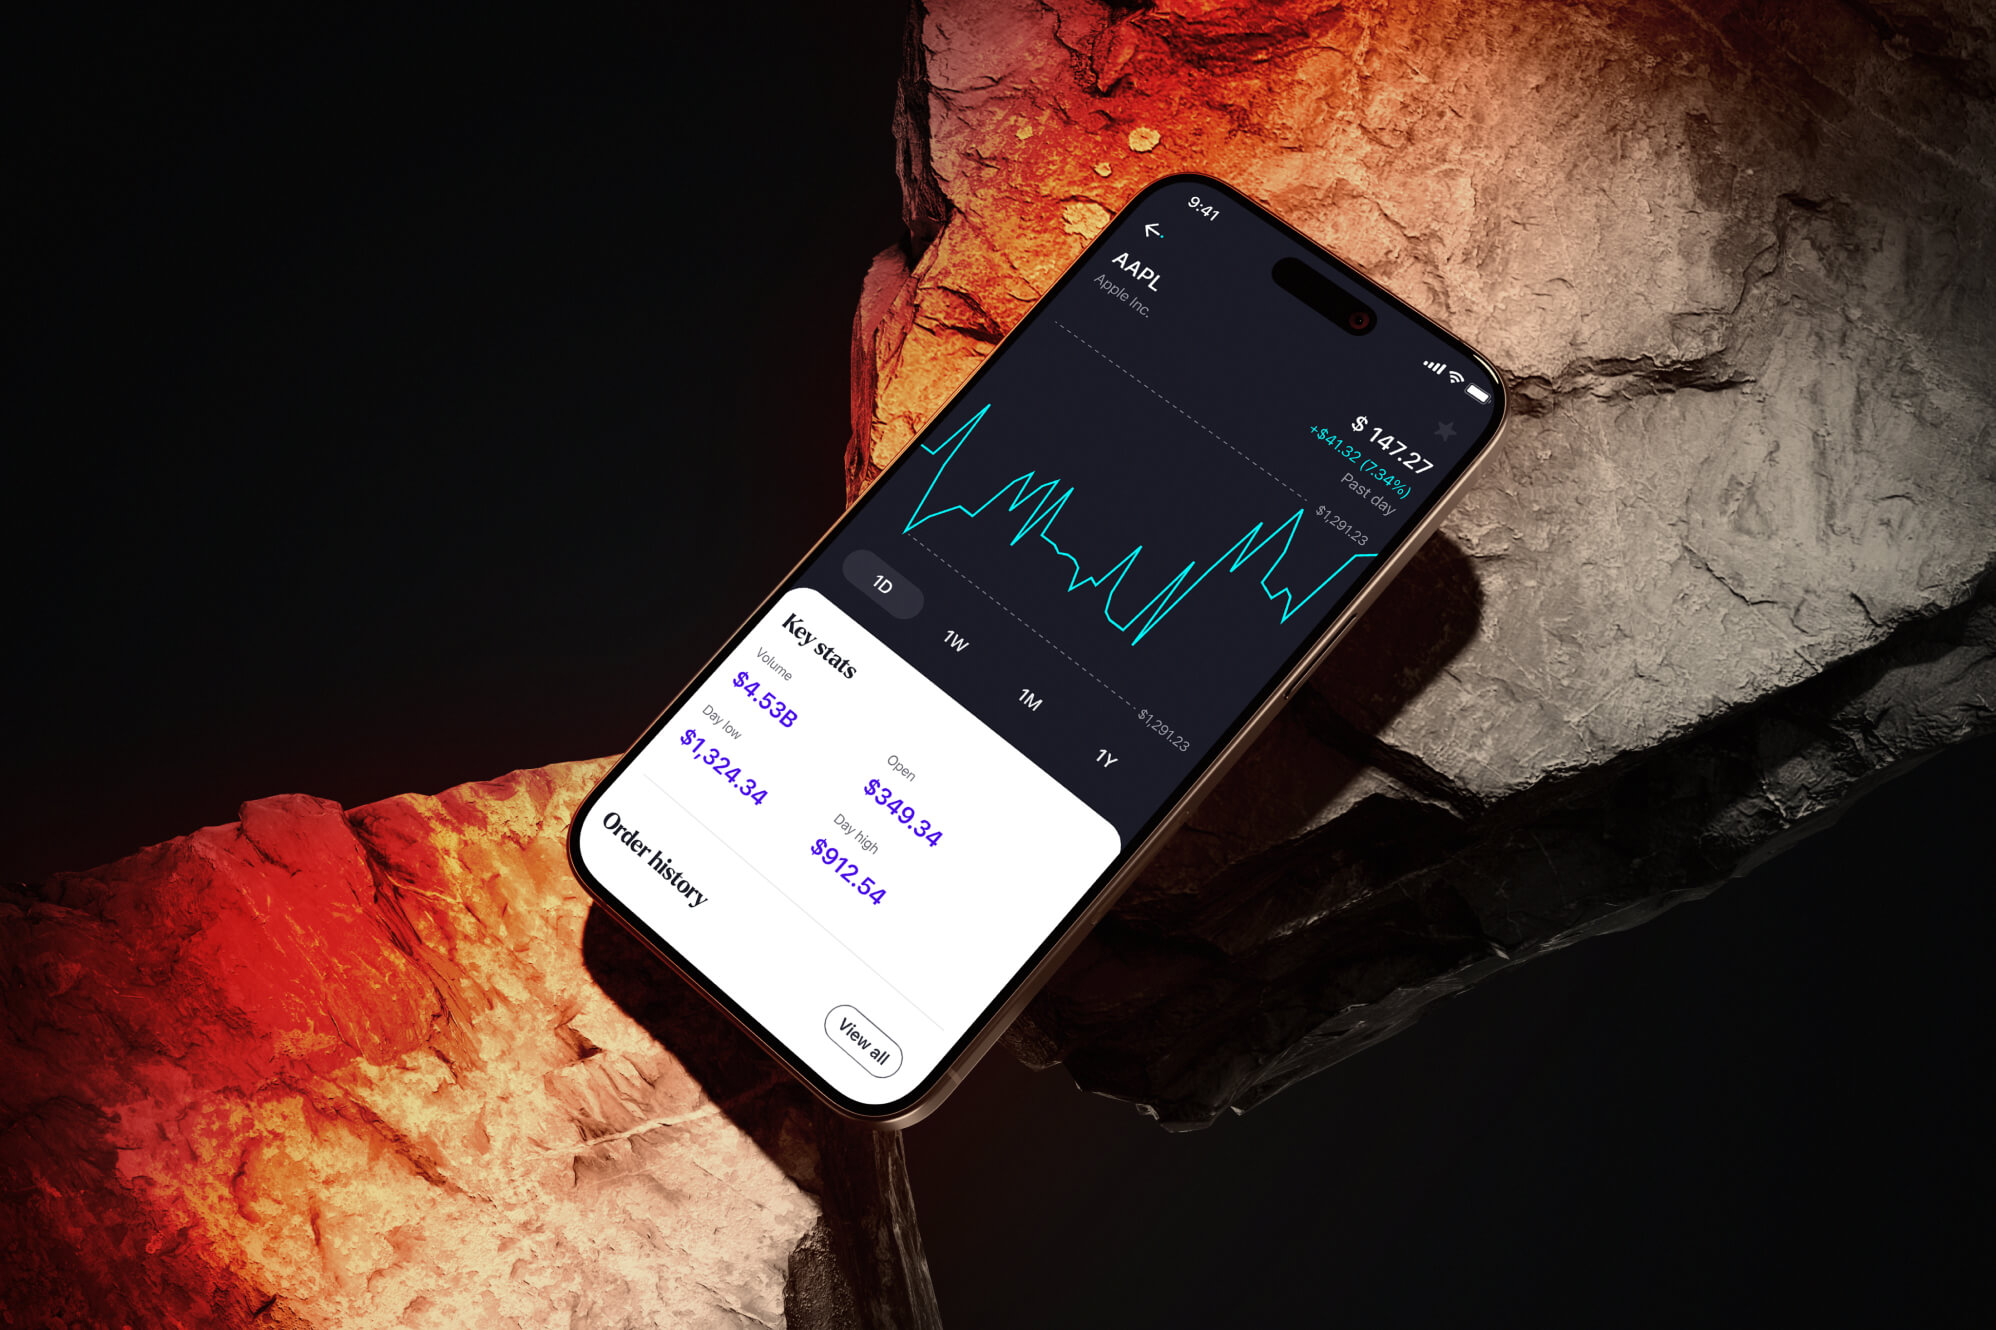 9:41
AAPL
Apple Inc.
$ 147.27
+$41.32 (7.34%)
Past day
$1,291.23
$1,291.23
1D
1W
1M
1Y
Key stats
Volume
$4.53B
Open
$349.34
Day low
$1,324.34
Day high
$912.54
Order history
View all